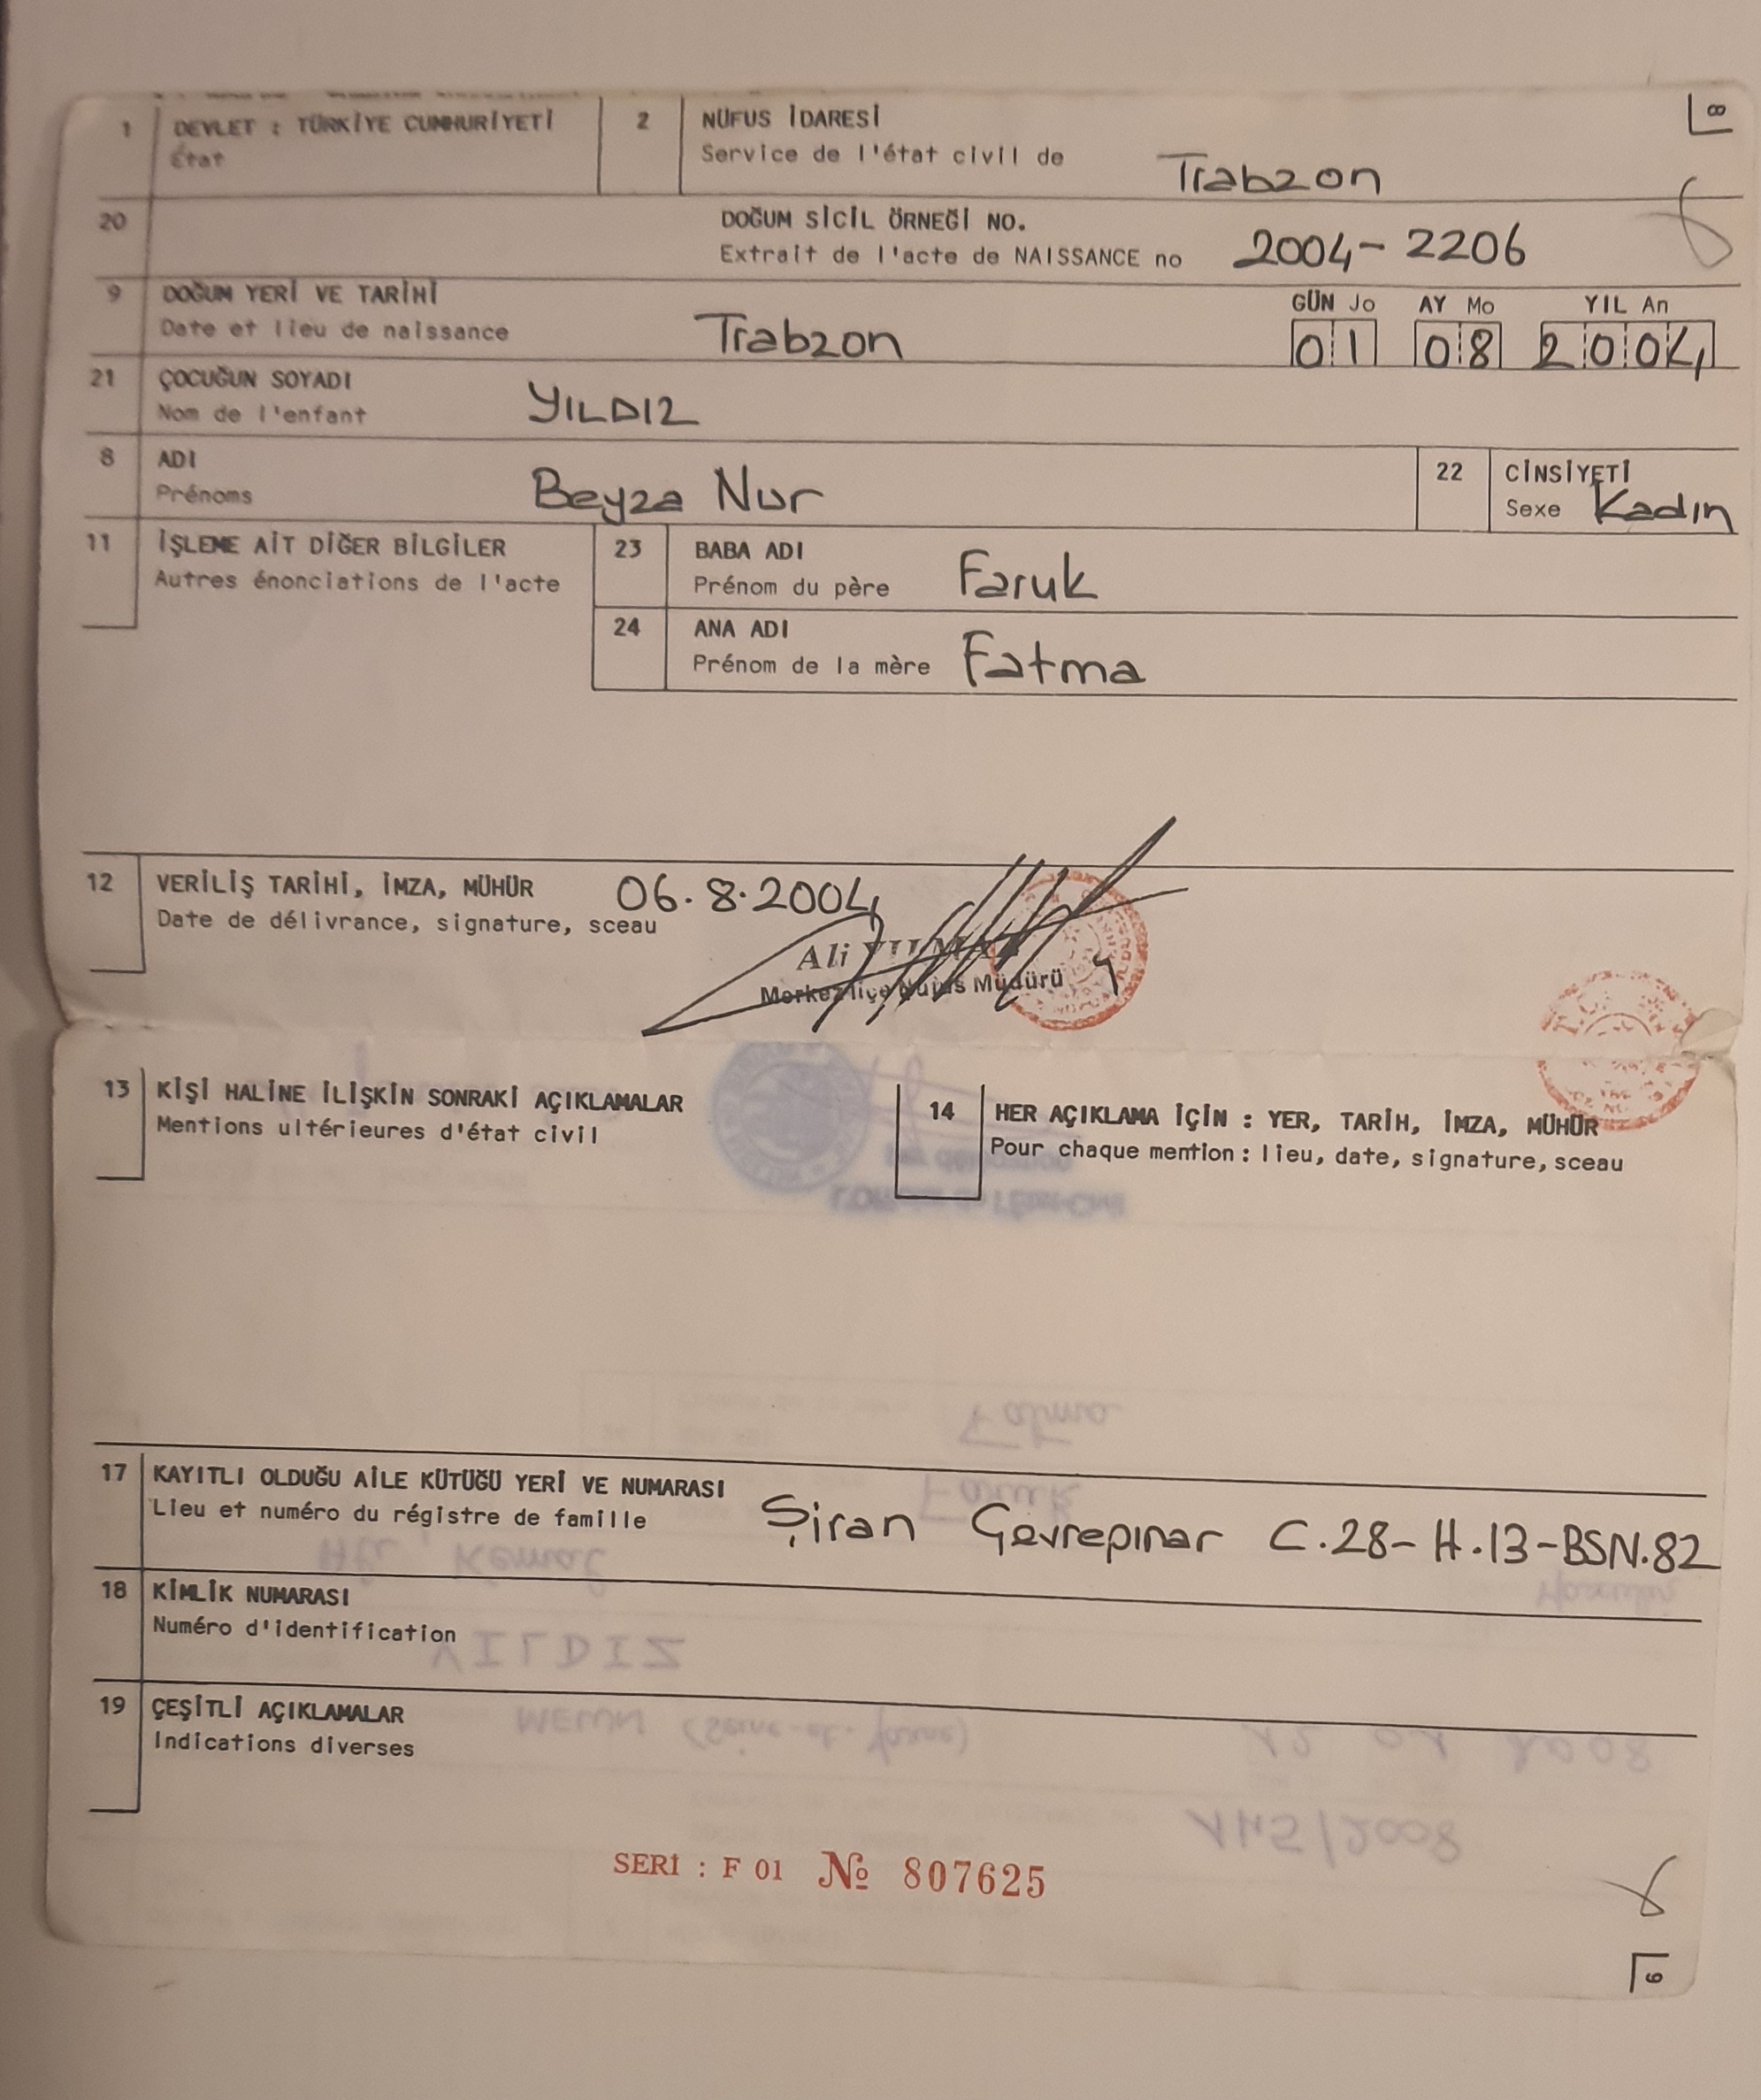 1 DEVLET : TÜRKİYE CUMHURİYETİ
État
2 NÜFUS İDARESİ
Service de l'état civil de Trabzon
8
20 DOĞUM SİCİL ÖRNEĞİ NO.
Extrait de l'acte de NAISSANCE no 2004-2206
9 DOĞUM YERİ VE TARİHİ
Date et lieu de naissance Trabzon
GÜN Jo AY Mo YIL An
01 08 2004
21 ÇOCUĞUN SOYADI
Nom de l'enfant YILDIZ
8 ADI
Prénoms Beyza Nur
22 CİNSİYETİ
Sexe Kadın
11 İŞLEME AİT DİĞER BİLGİLER
Autres énonciations de l'acte
23 BABA ADI
Prénom du père Faruk
24 ANA ADI
Prénom de la mère Fatma
12 VERİLİŞ TARİHİ, İMZA, MÜHÜR 06.8.2004
Date de délivrance, signature, sceau
Ali
Merkez İlçe Nüfus Müdürü
13 KİŞİ HALİNE İLİŞKİN SONRAKİ AÇIKLAMALAR
Mentions ultérieures d'état civil
14 HER AÇIKLAMA İÇİN : YER, TARİH, İMZA, MÜHÜR
Pour chaque mention : lieu, date, signature, sceau
17 KAYITLI OLDUĞU AİLE KÜTÜĞÜ YERİ VE NUMARASI
Lieu et numéro du régistre de famille Şiran Çevrepınar C.28-H.13-BSN.82
18 KİMLİK NUMARASI
Numéro d'identification
19 ÇEŞİTLİ AÇIKLAMALAR
Indications diverses
SERİ : F 01 № 807625
9